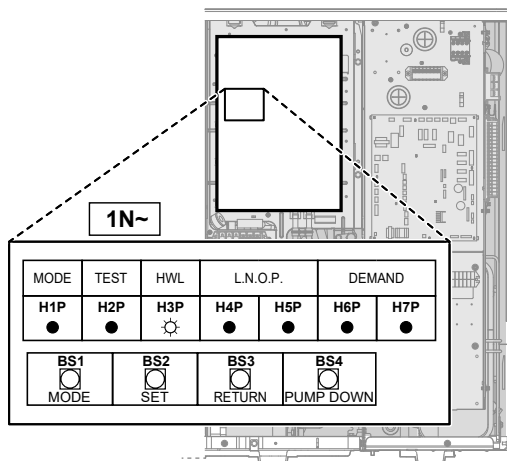 1N~
MODE TEST HWL L.N.O.P. DEMAND
H1P H2P H3P H4P H5P H6P H7P
BS1 BS2 BS3 BS4
MODE SET RETURN PUMP DOWN